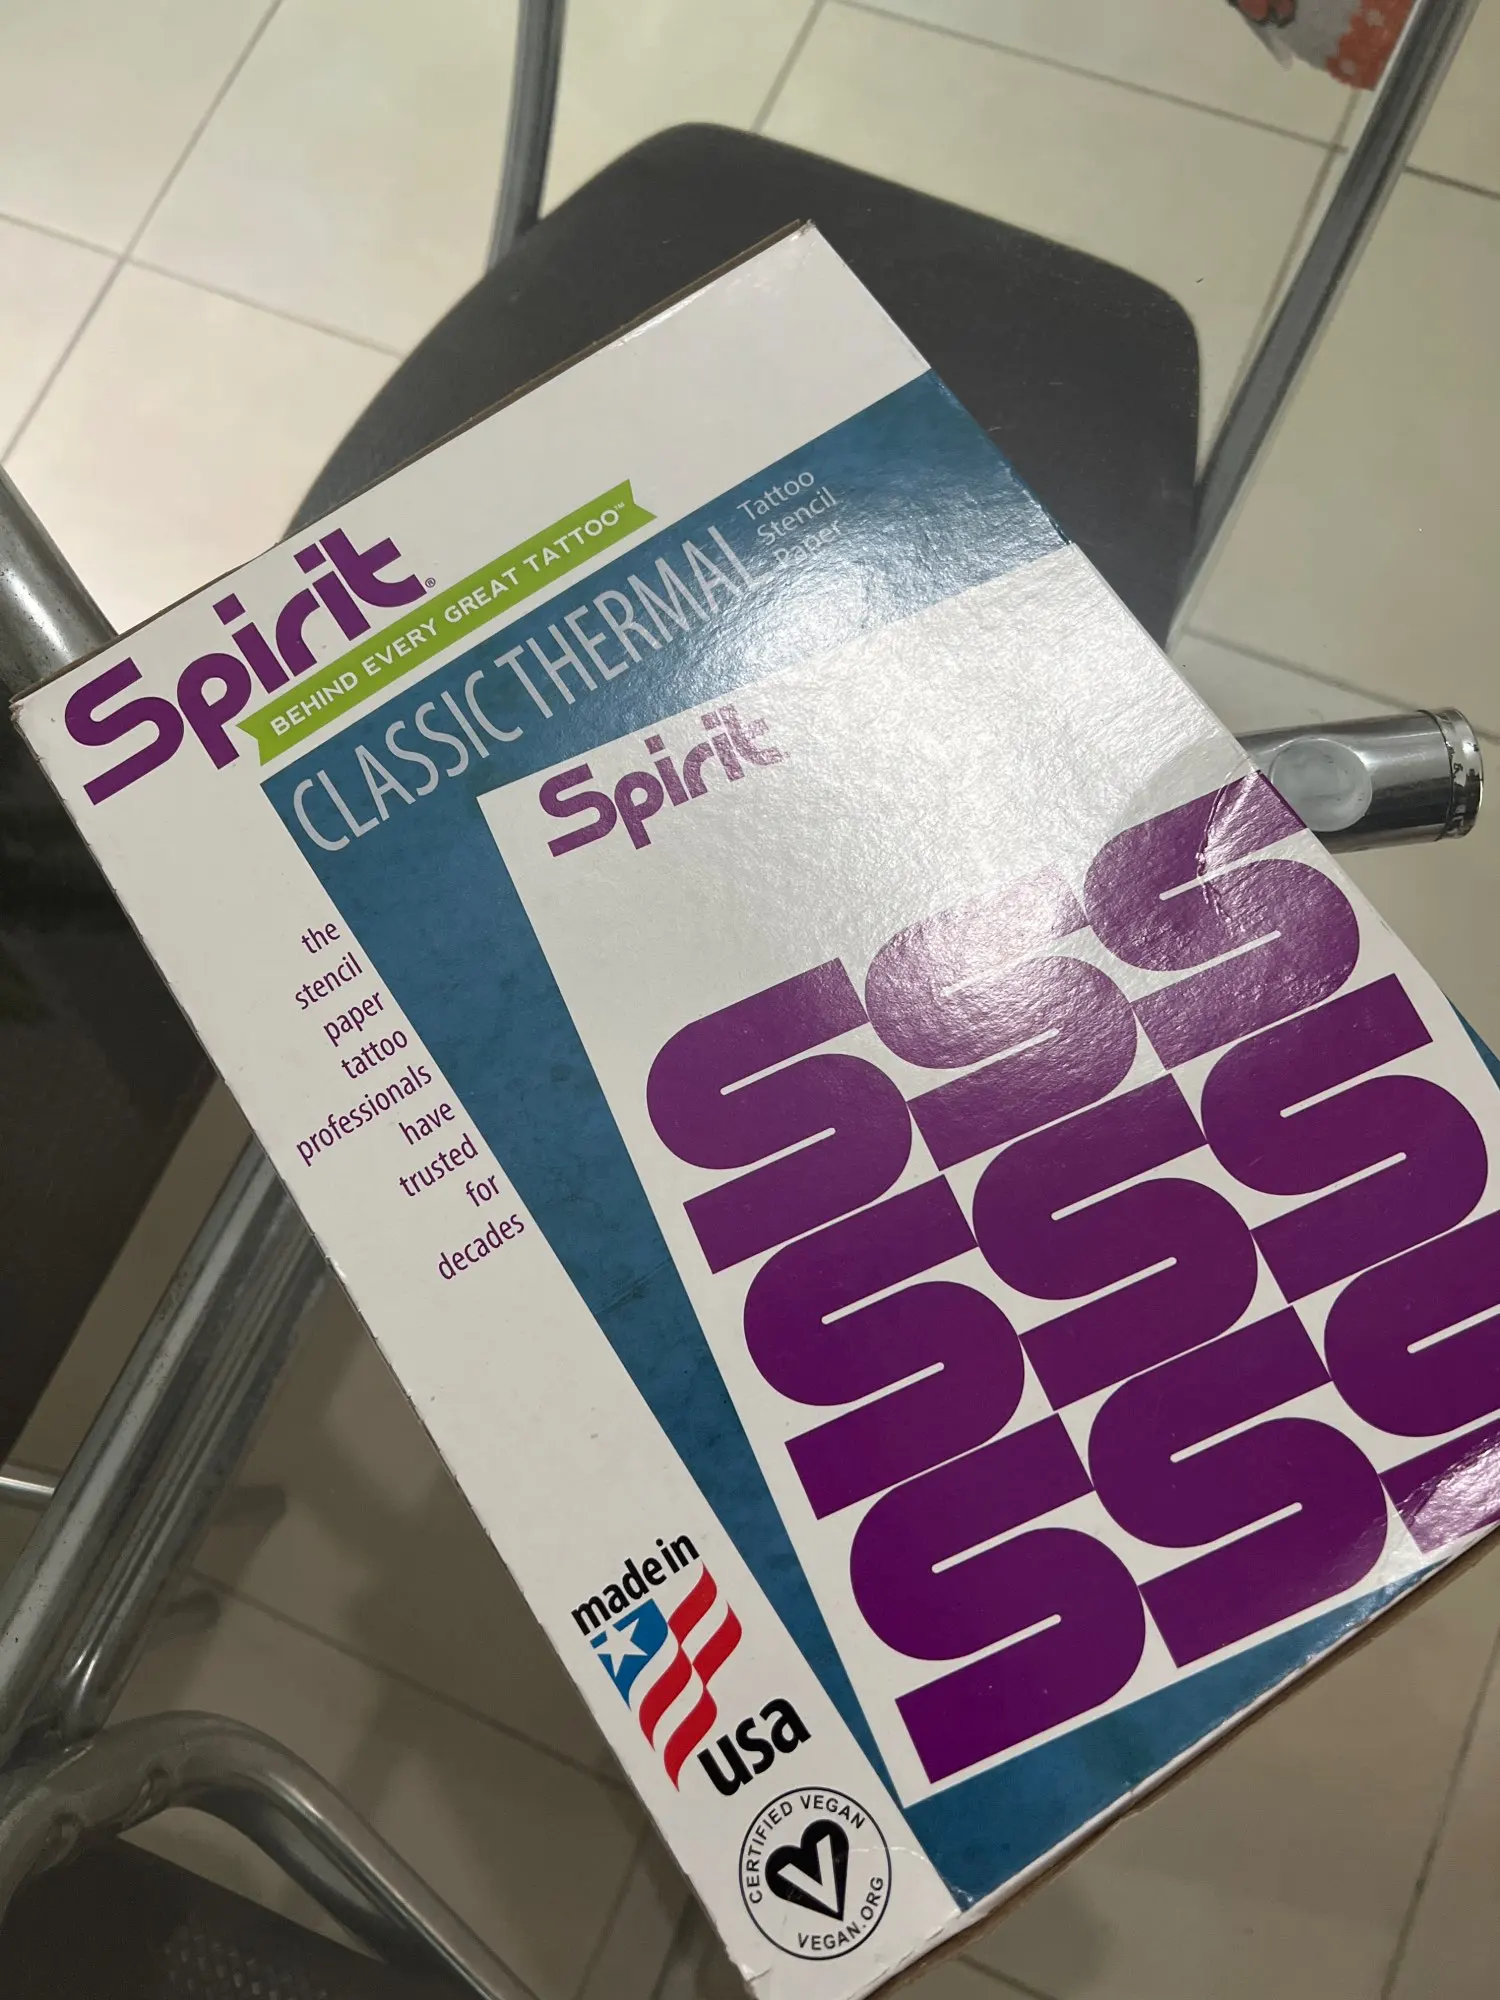 Spirit®
BEHIND EVERY GREAT TATTOO™
CLASSIC THERMAL
Tattoo
Stencil
Paper
Spirit
the
stencil
paper
tattoo
professionals
have
trusted
for
decades
S S S
S S S
S S S
made in
usa
CERTIFIED VEGAN
V
VEGAN.ORG